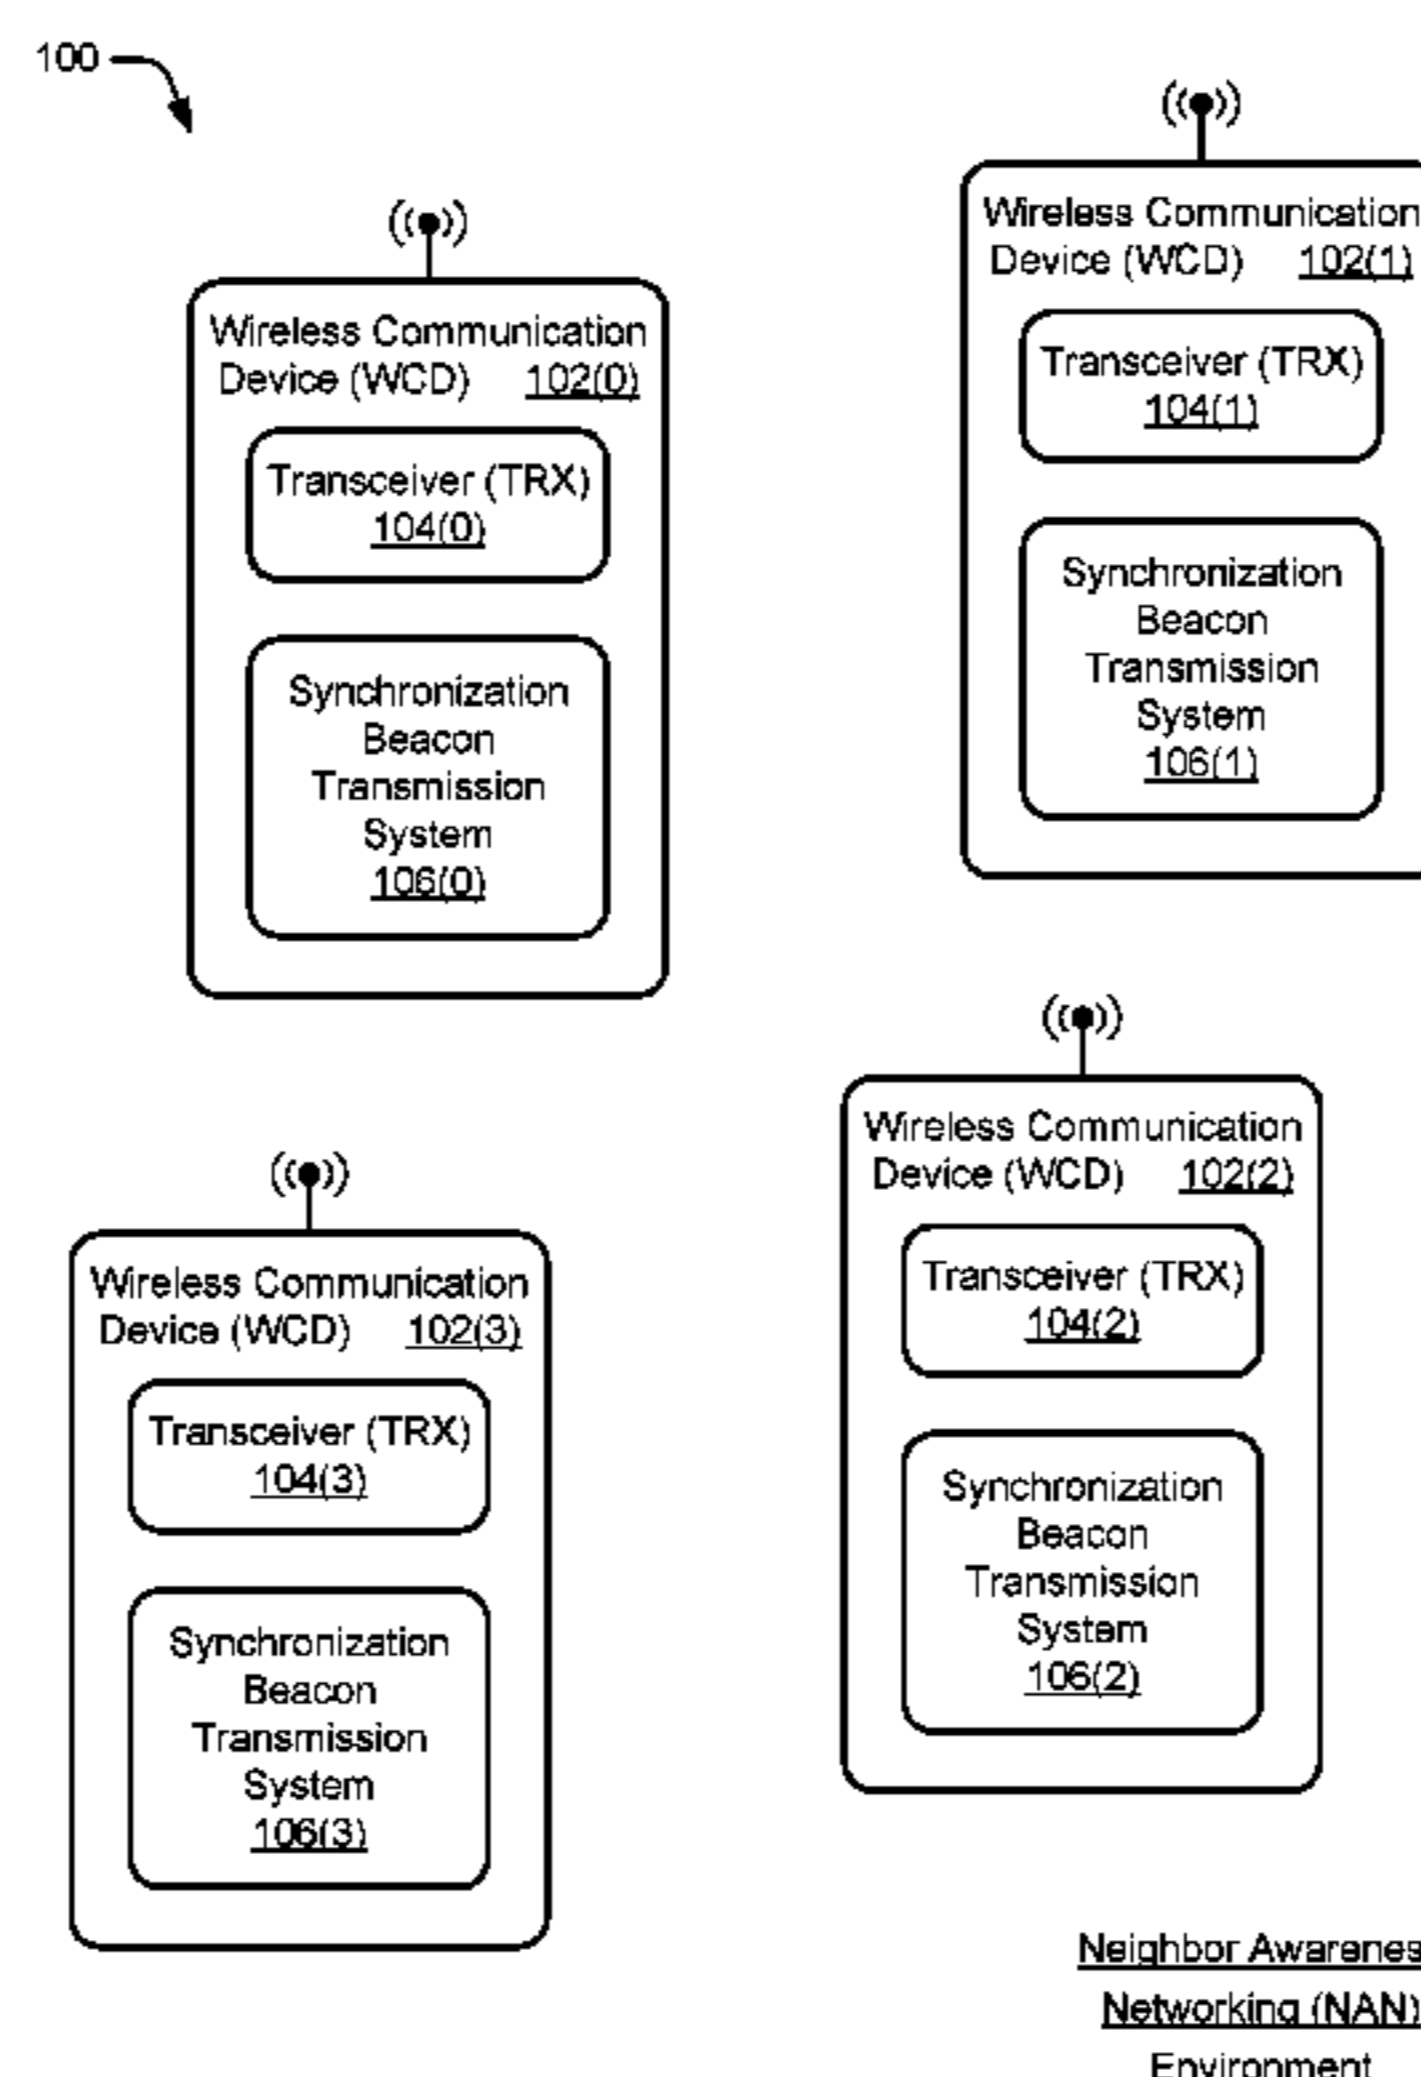 100
Wireless Communication
Device (WCD) 102(0)
Transceiver (TRX)
104(0)
Synchronization
Beacon
Transmission
System
106(0)
Wireless Communication
Device (WCD) 102(1)
Transceiver (TRX)
104(1)
Synchronization
Beacon
Transmission
System
106(1)
Wireless Communication
Device (WCD) 102(3)
Transceiver (TRX)
104(3)
Synchronization
Beacon
Transmission
System
106(3)
Wireless Communication
Device (WCD) 102(2)
Transceiver (TRX)
104(2)
Synchronization
Beacon
Transmission
System
106(2)
Neighbor Awarenes
Networking (NAN)
Environment